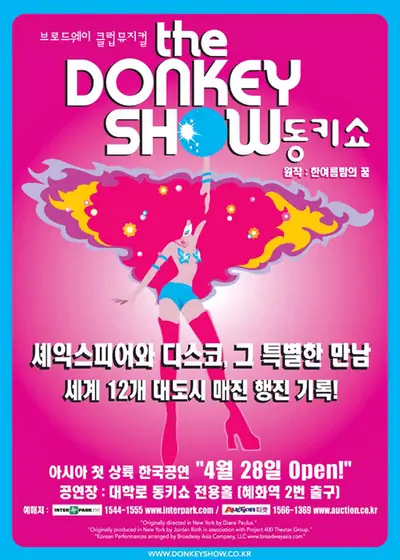 브로드웨이 클럽뮤지컬
the
DONKEY
SHOW 동키쇼
원작 : 한여름밤의 꿈
셰익스피어와 디스코, 그 특별한 만남
세계 12개 대도시 매진 행진 기록!
아시아 첫 상륙 한국공연 "4월 28일 Open!"
공연장 : 대학로 동키쇼 전용홀 (혜화역 2번 출구)
예매처 : INTERPARK 1544-1555 www.interpark.com / AUCTION 티켓 1566-1369 www.auction.co.kr
"Originally directed in New York by Diane Paulus."
"Originally produced in New York by Jordan Roth in association with Project 400 Theater Group."
"Korean Performances arranged by Broadway Asia Company, LLC www.broadwayasia.com"
WWW.DONKEYSHOW.CO.KR